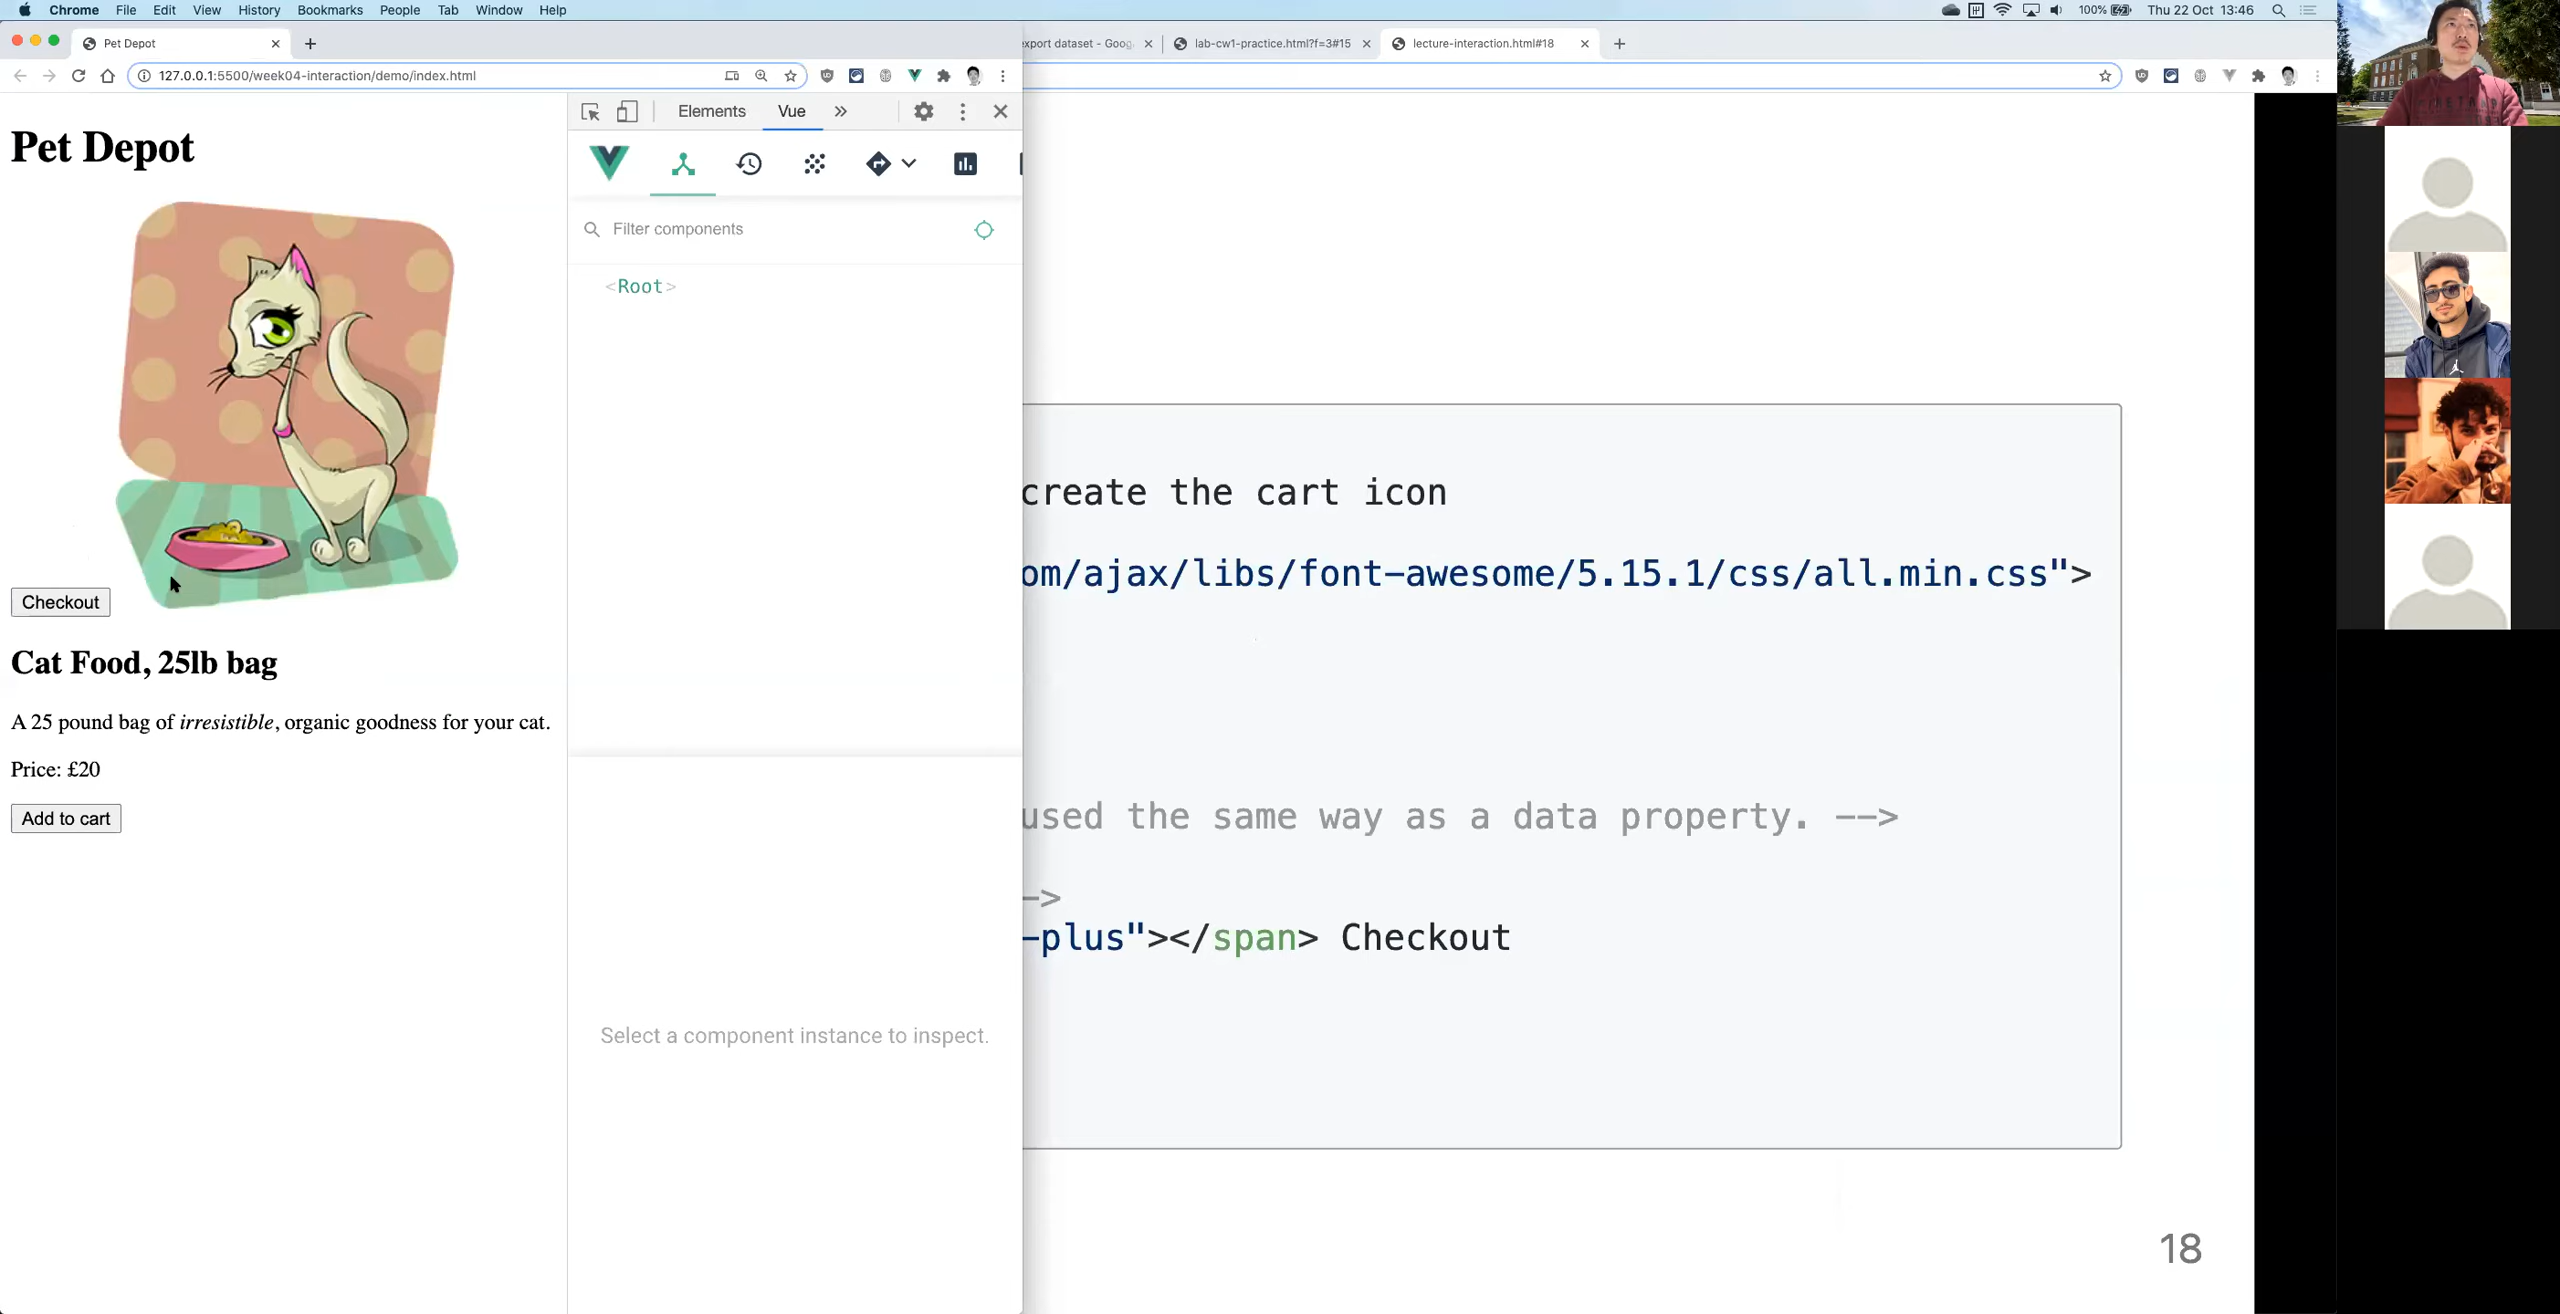 Chrome File Edit View History Bookmarks People Tab Window Help
100% Thu 22 Oct 13:46
Pet Depot
export dataset - Goog
lab-cw1-practice.html?f=3#15
lecture-interaction.html#18
127.0.0.1:5500/week04-interaction/demo/index.html
Elements Vue
Pet Depot
Filter components
<Root>
Checkout
Cat Food, 25lb bag
A 25 pound bag of irresistible, organic goodness for your cat.
Price: £20
Add to cart
Select a component instance to inspect.
create the cart icon
om/ajax/libs/font-awesome/5.15.1/css/all.min.css">
used the same way as a data property. -->
->
-plus"></span> Checkout
18